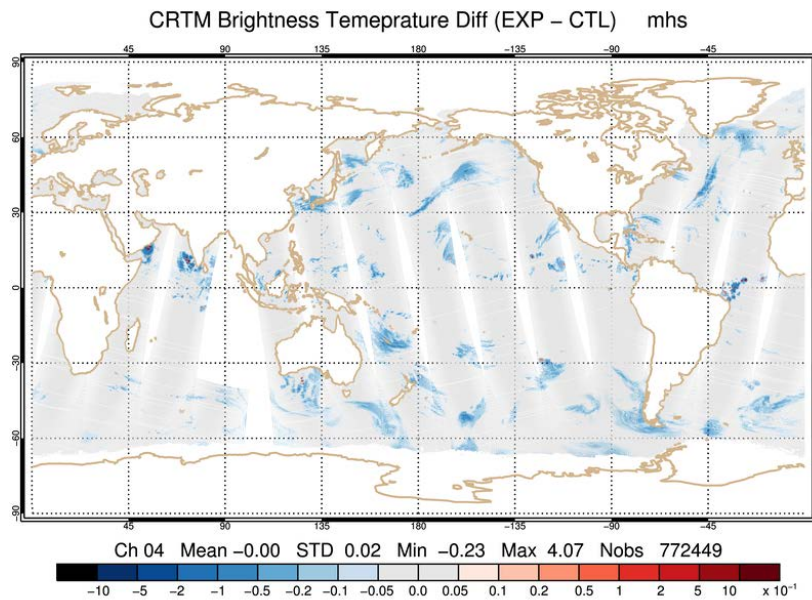 CRTM Brightness Temeprature Diff (EXP − CTL) mhs
45 90 135 180 −135 −90 −45
90
60
30
0
−30
−60
−90
45 90 135 180 −135 −90 −45
Ch 04 Mean −0.00 STD 0.02 Min −0.23 Max 4.07 Nobs 772449
−10 −5 −2 −1 −0.5 −0.2 −0.1 −0.05 0.0 0.05 0.1 0.2 0.5 1 2 5 10 x 10⁻¹